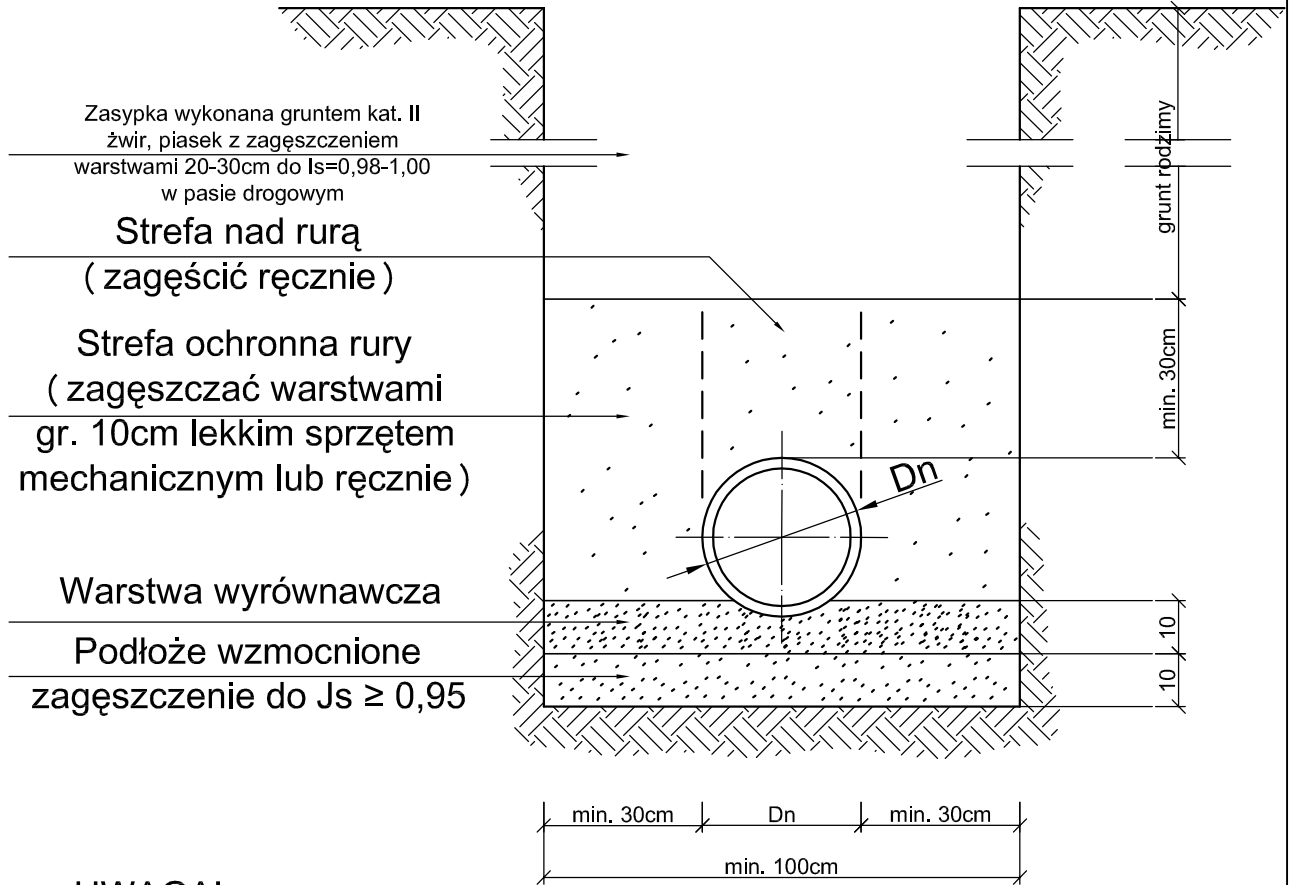 Zasypka wykonana gruntem kat. II
żwir, piasek z zagęszczeniem
warstwami 20-30cm do Is=0,98-1,00
w pasie drogowym
Strefa nad rurą
( zagęścić ręcznie )
Strefa ochronna rury
( zagęszczać warstwami
gr. 10cm lekkim sprzętem
mechanicznym lub ręcznie )
Warstwa wyrównawcza
Podłoże wzmocnione
zagęszczenie do Js ≥ 0,95
Dn
grunt rodzimy
min. 30cm
10
10
min. 30cm
Dn
min. 30cm
min. 100cm